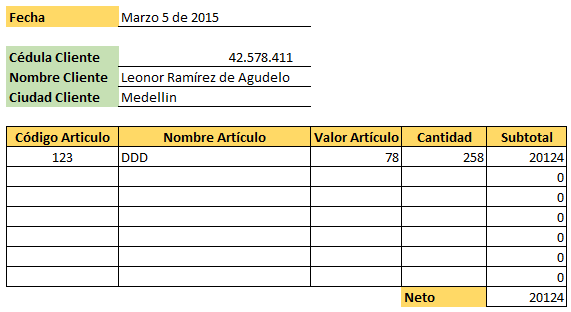 Fecha Marzo 5 de 2015
Cédula Cliente 42.578.411
Nombre Cliente Leonor Ramírez de Agudelo
Ciudad Cliente Medellin
Código Articulo Nombre Artículo Valor Artículo Cantidad Subtotal
123 DDD 78 258 20124
0
0
0
0
0
0
Neto 20124